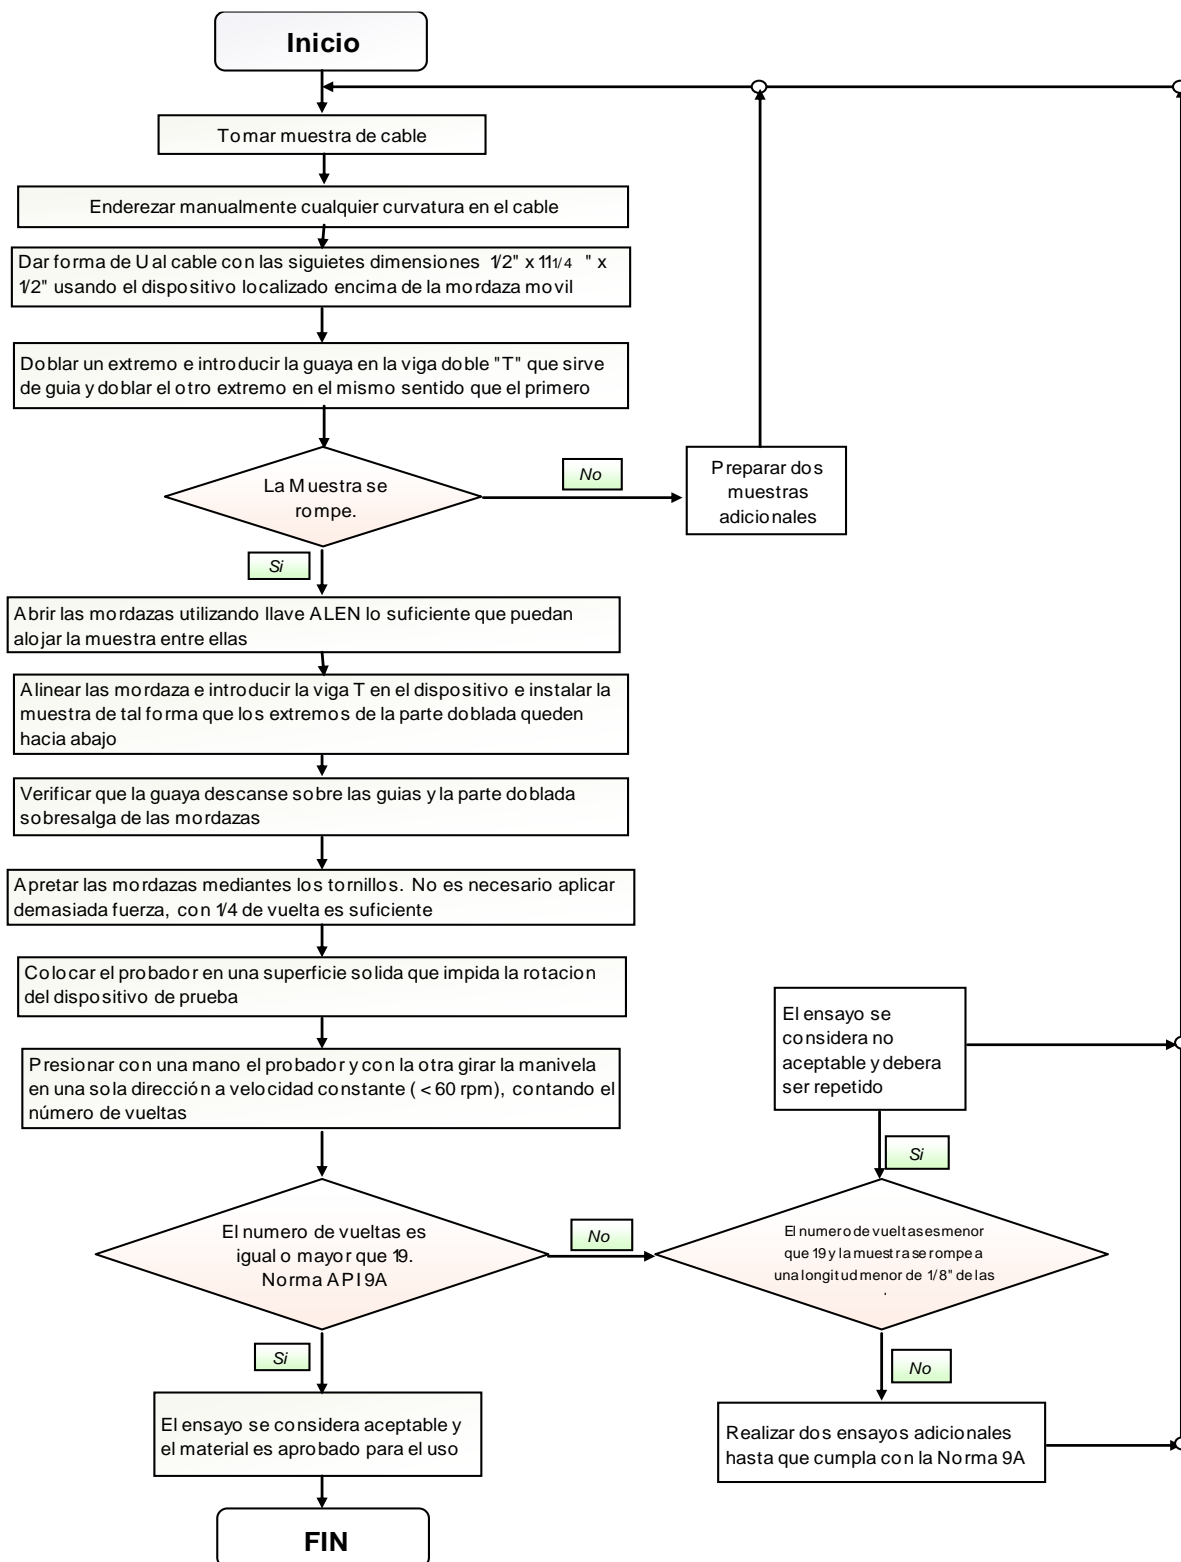 Inicio
Tomar muestra de cable
Enderezar manualmente cualquier curvatura en el cable
Dar forma de U al cable con las siguietes dimensiones 1/2" x 11 1/4 " x
1/2" usando el dispositivo localizado encima de la mordaza movil
Doblar un extremo e introducir la guaya en la viga doble "T" que sirve
de guia y doblar el otro extremo en el mismo sentido que el primero
La Muestra se
rompe.
No
Preparar dos
muestras
adicionales
Si
Abrir las mordazas utilizando llave ALEN lo suficiente que puedan
alojar la muestra entre ellas
Alinear las mordaza e introducir la viga T en el dispositivo e instalar la
muestra de tal forma que los extremos de la parte doblada queden
hacia abajo
Verificar que la guaya descanse sobre las guias y la parte doblada
sobresalga de las mordazas
Apretar las mordazas mediantes los tornillos. No es necesario aplicar
demasiada fuerza, con 1/4 de vuelta es suficiente
Colocar el probador en una superficie solida que impida la rotacion
del dispositivo de prueba
Presionar con una mano el probador y con la otra girar la manivela
en una sola dirección a velocidad constante ( < 60 rpm), contando el
número de vueltas
El numero de vueltas es
igual o mayor que 19.
Norma API 9A
No
El ensayo se
considera no
aceptable y debera
ser repetido
Si
El numero de vueltas es menor
que 19 y la muestra se rompe a
una longitud menor de 1/8" de las
Si
No
El ensayo se considera aceptable y
el material es aprobado para el uso
Realizar dos ensayos adicionales
hasta que cumpla con la Norma 9A
FIN